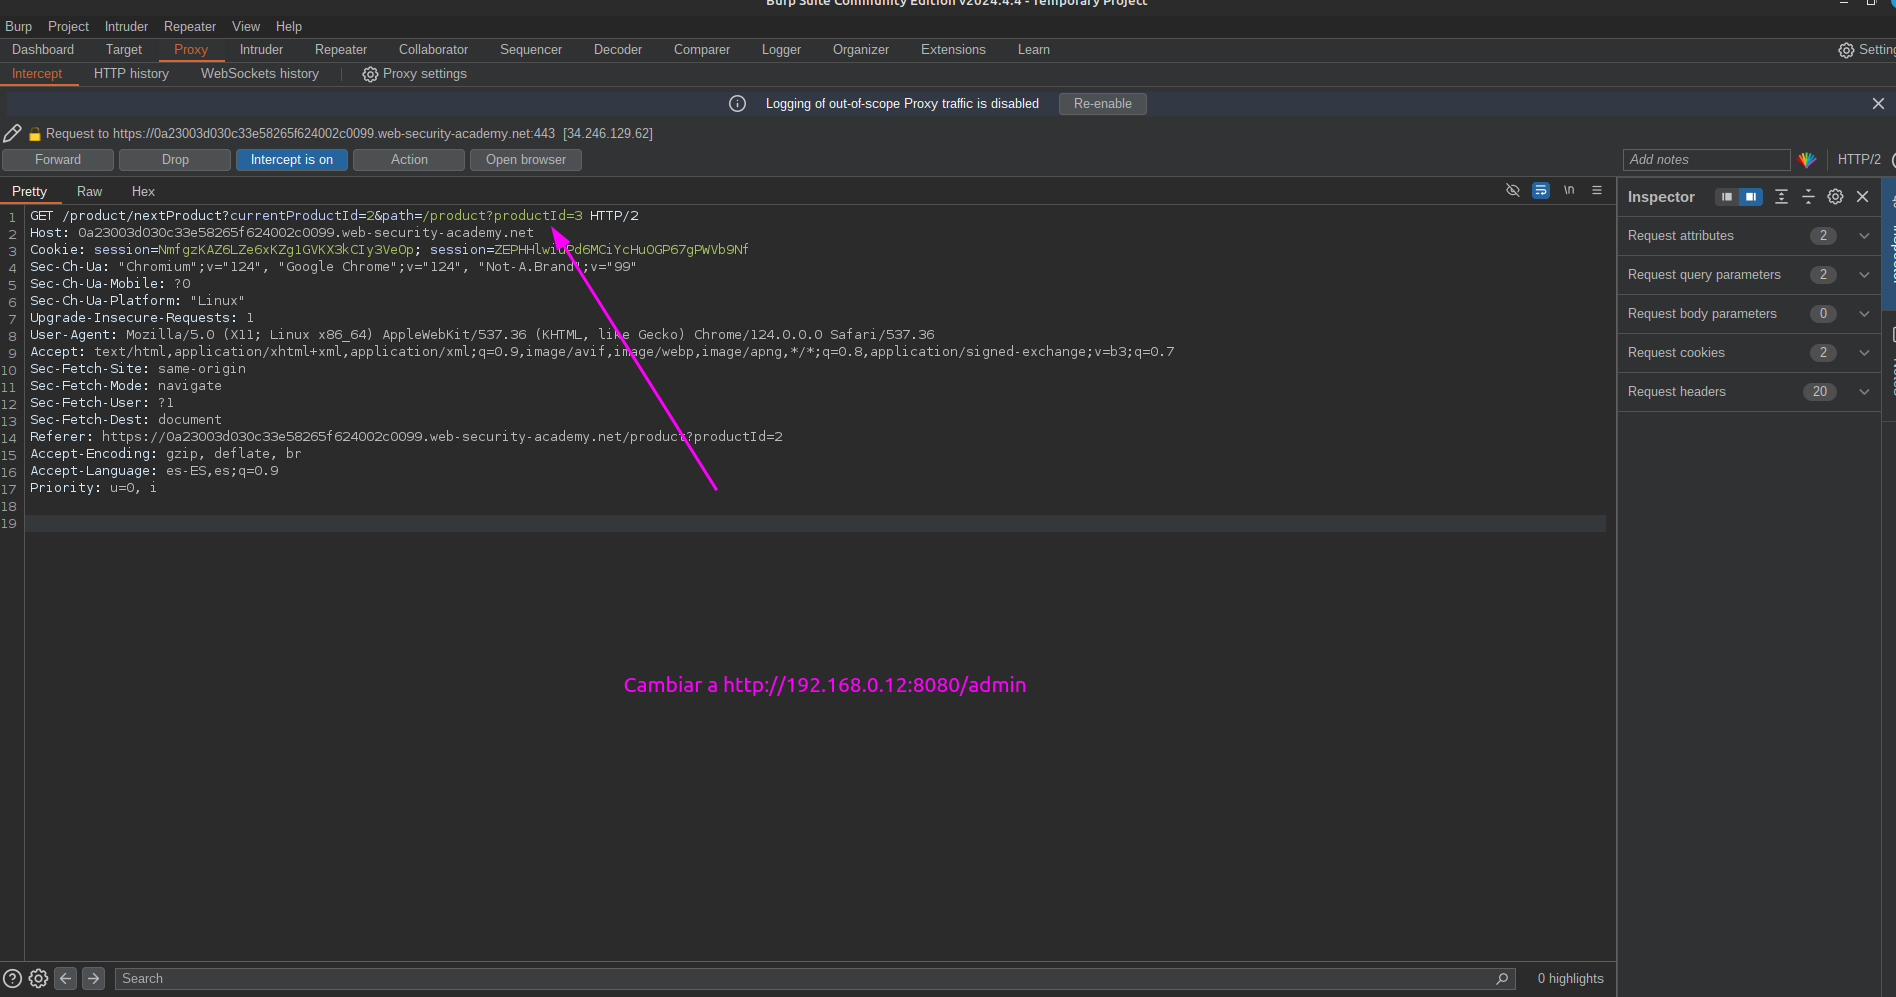 Burp Suite Community Edition v2024.4.4 - Temporary Project
Burp Project Intruder Repeater View Help
Dashboard Target Proxy Intruder Repeater Collaborator Sequencer Decoder Comparer Logger Organizer Extensions Learn
Intercept HTTP history WebSockets history Proxy settings
Logging of out-of-scope Proxy traffic is disabled Re-enable
Request to https://0a23003d030c33e58265f624002c0099.web-security-academy.net:443 [34.246.129.62]
Forward Drop Intercept is on Action Open browser Add notes HTTP/2
Pretty Raw Hex \n
1 GET /product/nextProduct?currentProductId=2&path=/product?productId=3 HTTP/2
2 Host: 0a23003d030c33e58265f624002c0099.web-security-academy.net
3 Cookie: session=NmfgzKAZ6LZe6xKZg1GVKX3kCIy3VeOp;
4 Sec-Ch-Ua: "Chromium";v="124", "Google Chrome";v="124", "Not-A.Brand";v="99"
5 Sec-Ch-Ua-Mobile: ?0
6 Sec-Ch-Ua-Platform: "Linux"
7 Upgrade-Insecure-Requests: 1
8 User-Agent: Mozilla/5.0 (X11; Linux x86_64) AppleWebKit/537.36 (KHTML, like Gecko) Chrome/124.0.0.0 Safari/537.36
9 Accept: text/html,application/xhtml+xml,application/xml;q=0.9,image/avif,image/webp,image/apng,*/*;q=0.8,application/signed-exchange;v=b3;q=0.7
10 Sec-Fetch-Site: same-origin
11 Sec-Fetch-Mode: navigate
12 Sec-Fetch-User: ?1
13 Sec-Fetch-Dest: document
14 Referer: https://0a23003d030c33e58265f624002c0099.web-security-academy.net/product?productId=2
15 Accept-Encoding: gzip, deflate, br
16 Accept-Language: es-ES,es;q=0.9
17 Priority: u=0, i
18
19
Cambiar a http://192.168.0.12:8080/admin
Inspector
Request attributes 2
Request query parameters 2
Request body parameters 0
Request cookies 2
Request headers 20
Search 0 highlights